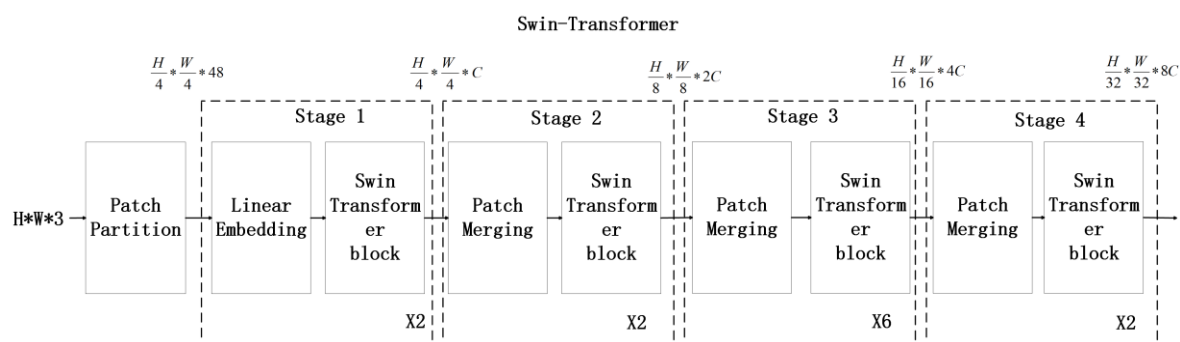 Swin-Transformer
H/4 * W/4 * 48
H/4 * W/4 * C
H/8 * W/8 * 2C
H/16 * W/16 * 4C
H/32 * W/32 * 8C
Stage 1
Stage 2
Stage 3
Stage 4
H*W*3
Patch
Partition
Linear
Embedding
Swin
Transform
er
block
Patch
Merging
Swin
Transform
er
block
Patch
Merging
Swin
Transform
er
block
Patch
Merging
Swin
Transform
er
block
X2
X2
X6
X2